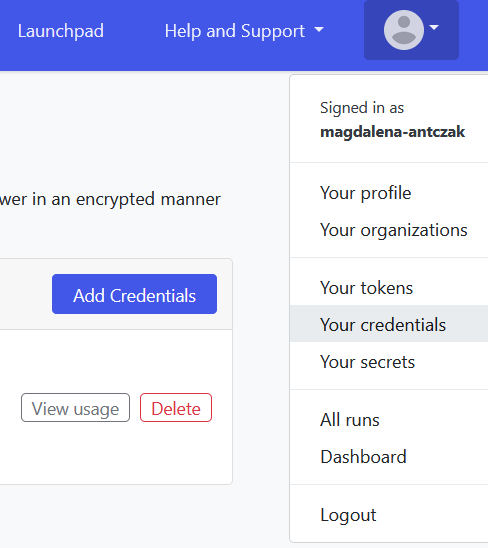 Launchpad
Help and Support
Signed in as
magdalena-antczak
wer in an encrypted manner
Your profile
Your organizations
Add Credentials
Your tokens
Your credentials
Your secrets
View usage
Delete
All runs
Dashboard
Logout